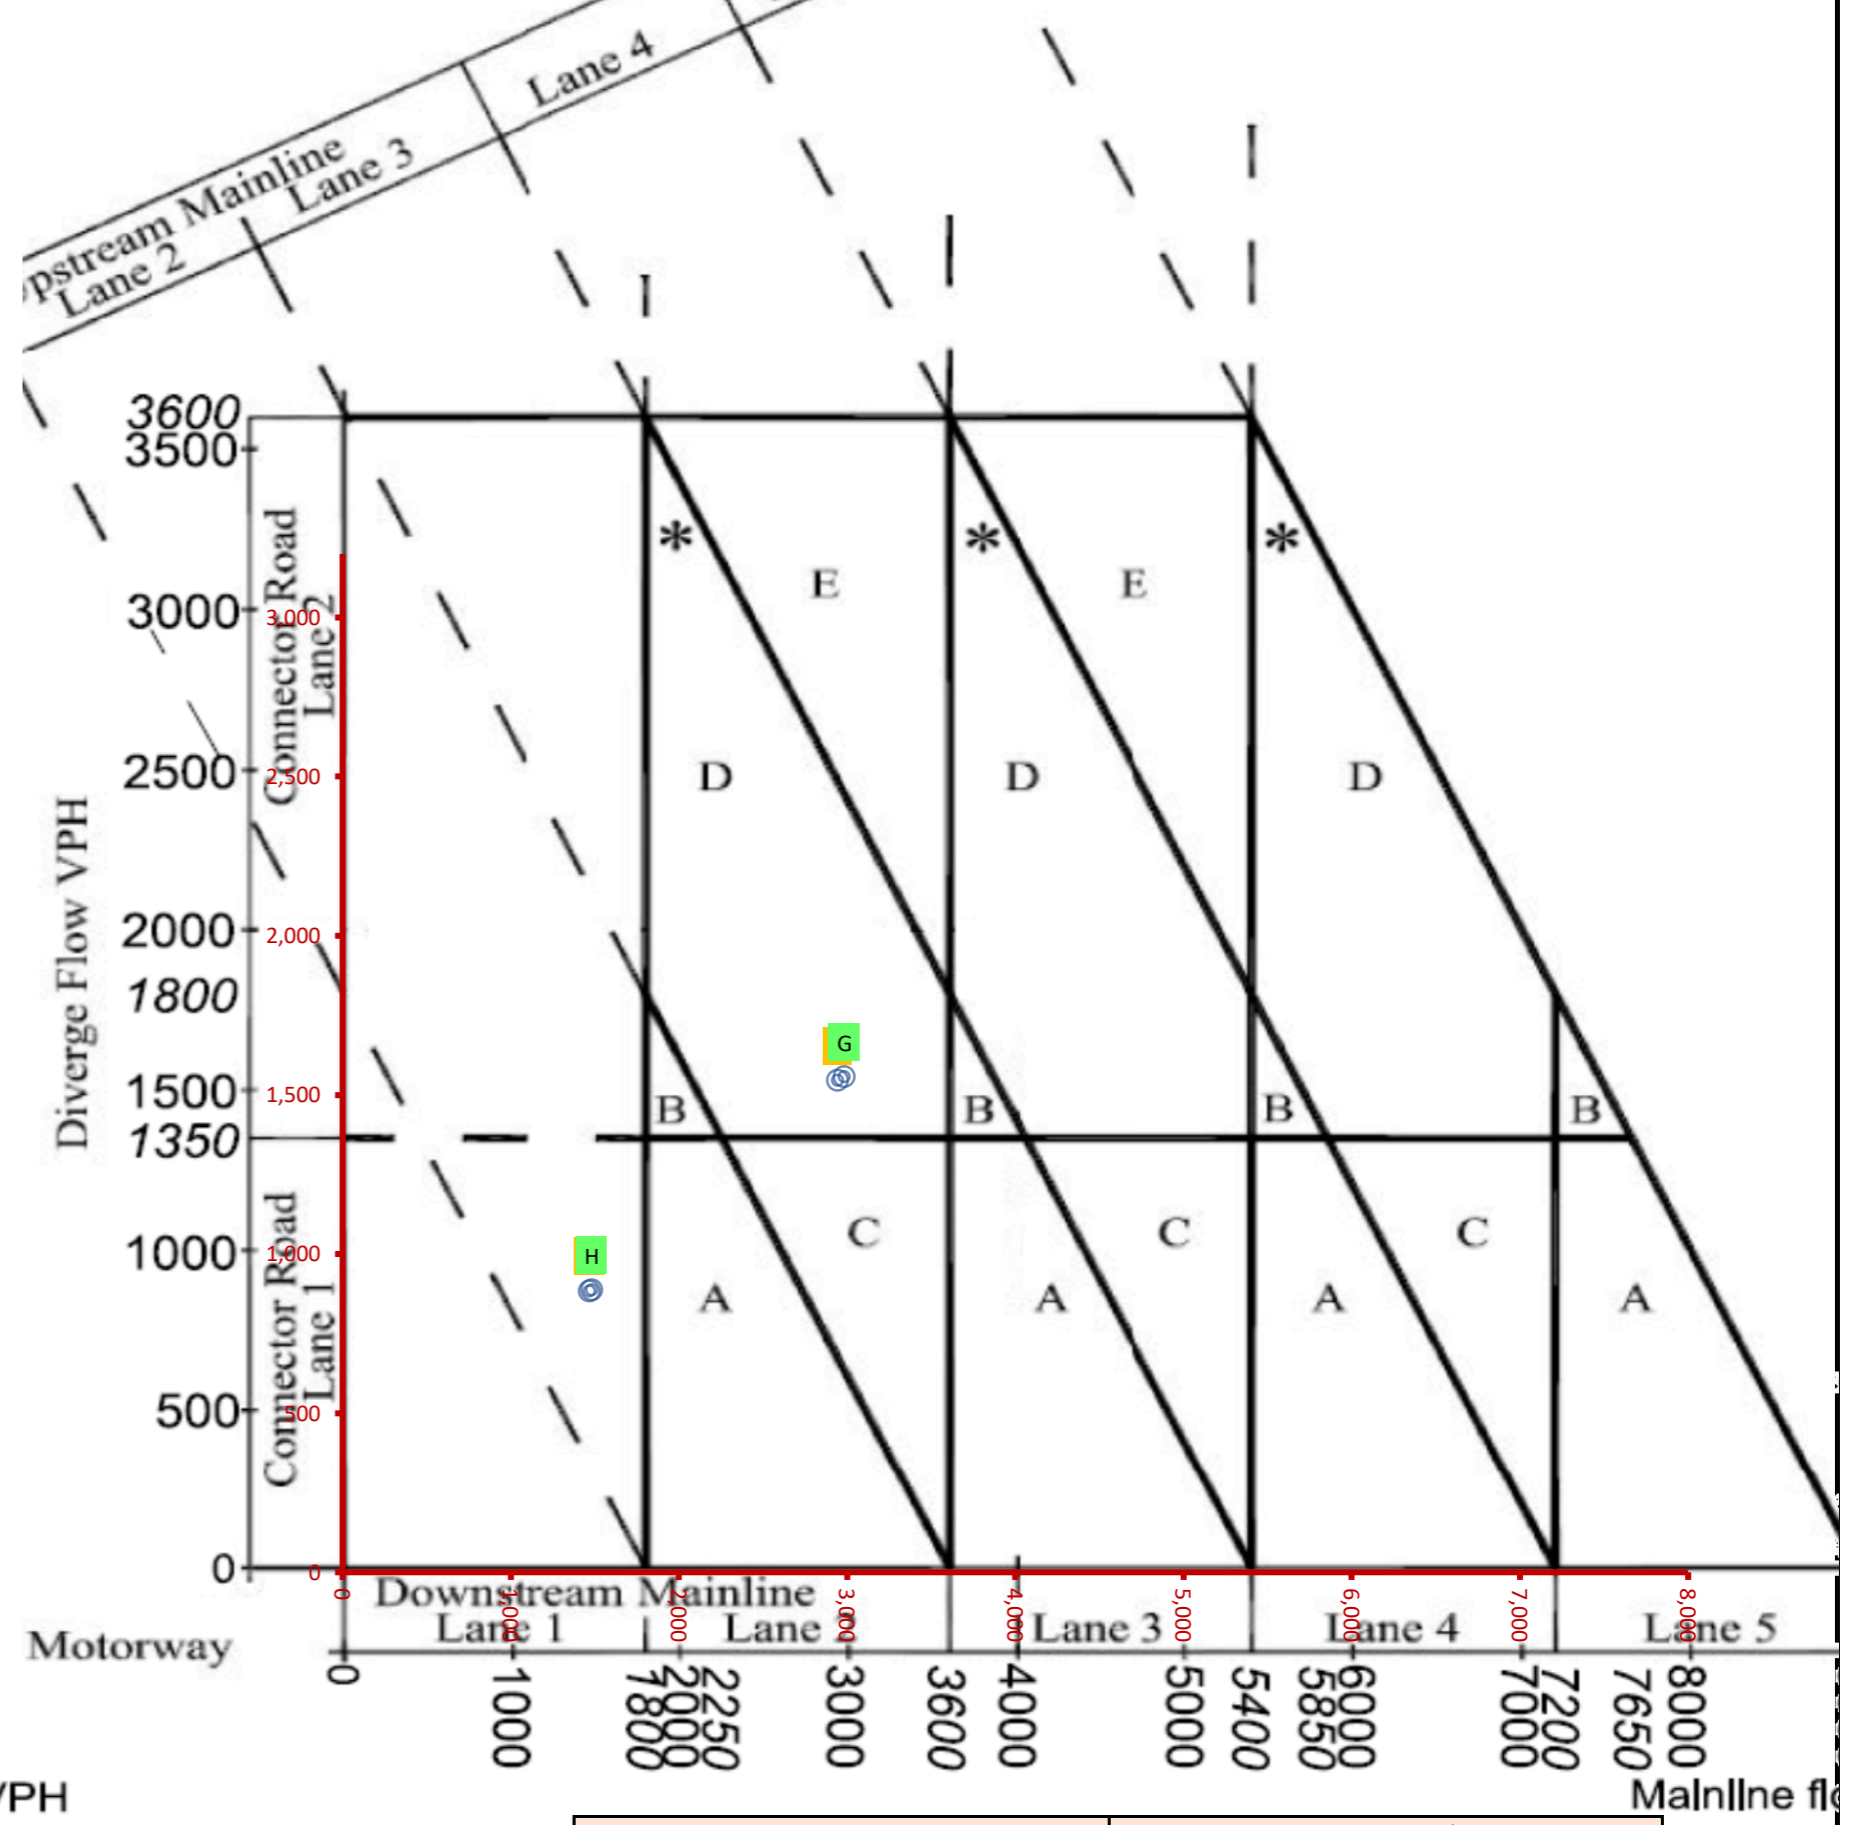 Lane 4
pstream Mainline
Lane 3
Lane 2
3600
3500
Connector Road
Lane 2
* * *
E E
3000
3,000
D D D
2500
2,500
Diverge Flow VPH
2000
2,000
1800
G
1500
1,500
B B B B
1350
C C C
H
1000
1,000
Connector Road
Lane 1
A A A A
500
500
0
0
0 1,000 2,000 3,000 4,000 5,000 6,000 7,000 8,000
Downstream Mainline
Lane 1 Lane 2 Lane 3 Lane 4 Lane 5
Motorway
0 1000 1800 2000 2250 3000 3600 4000 5000 5400 5850 6000 7000 7200 7650 8000
VPH
Mainline flo